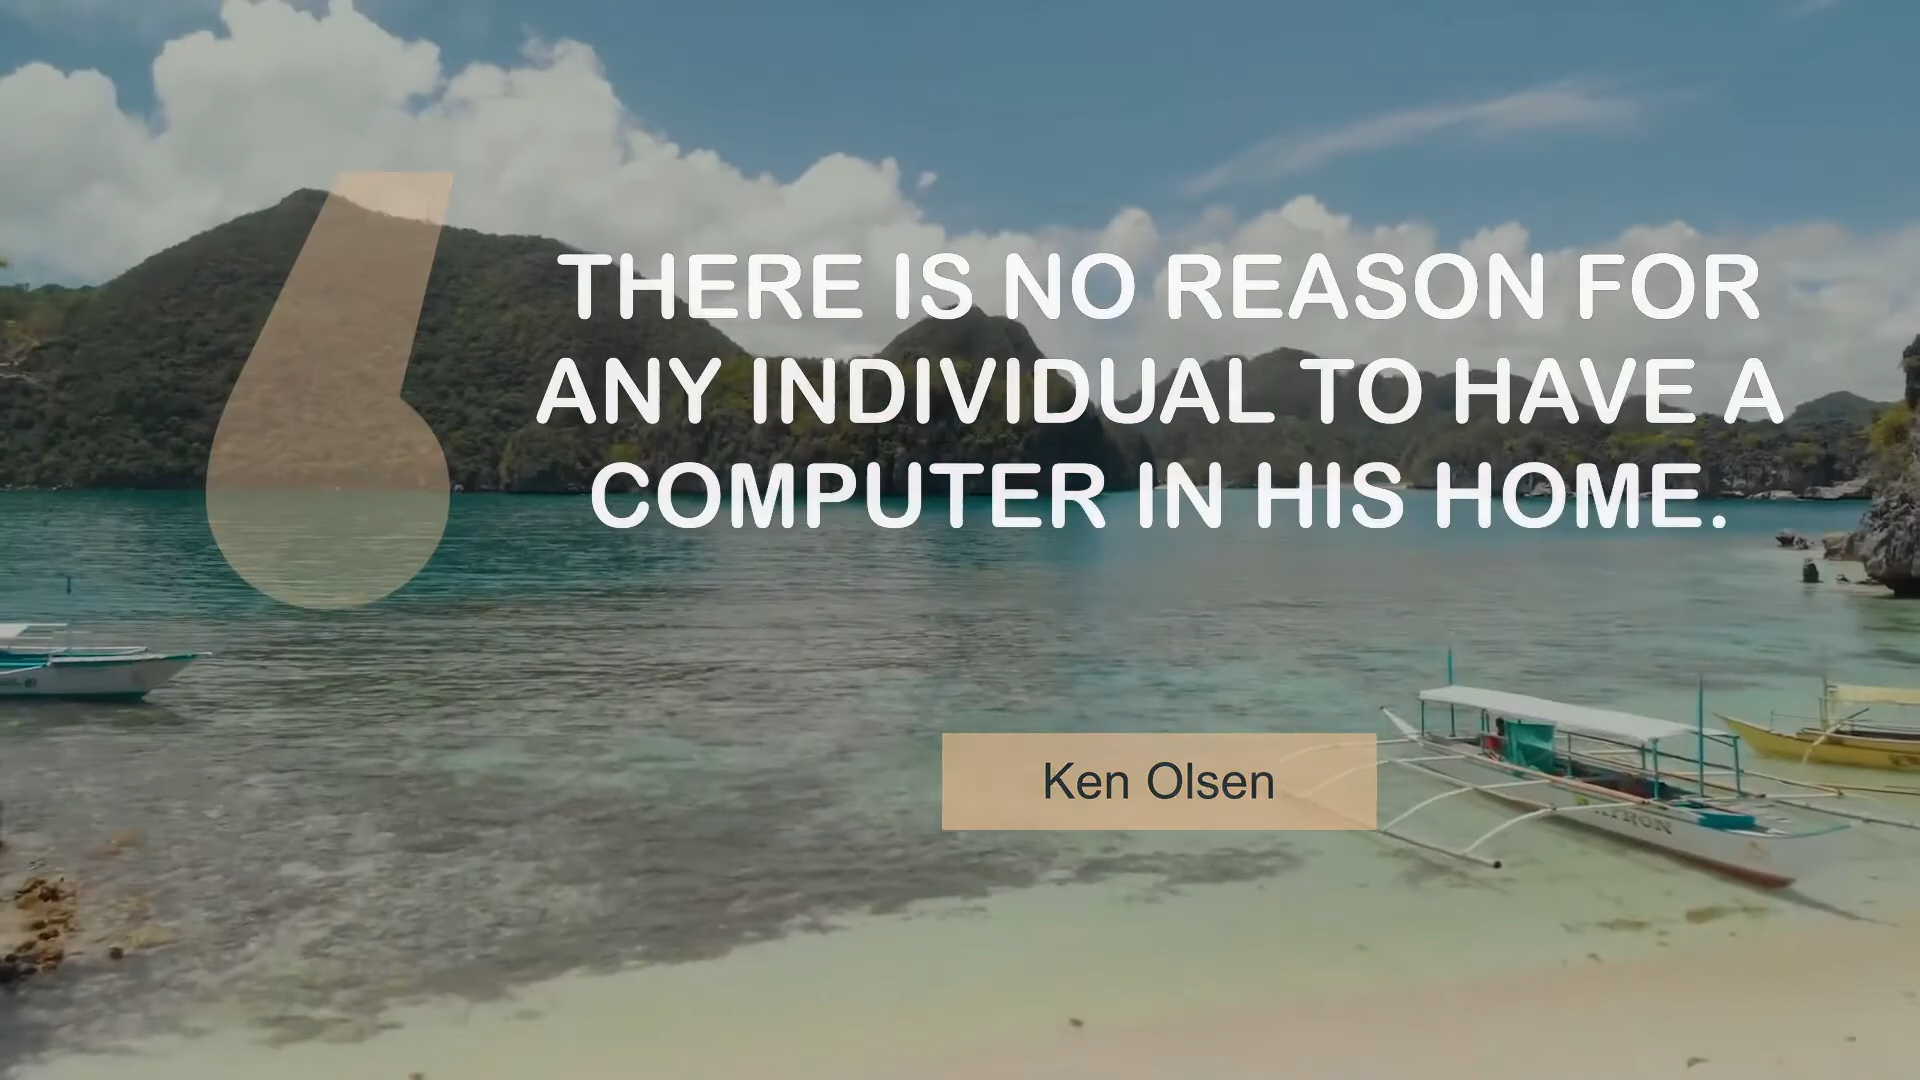 THERE IS NO REASON FOR
ANY INDIVIDUAL TO HAVE A
COMPUTER IN HIS HOME.
Ken Olsen